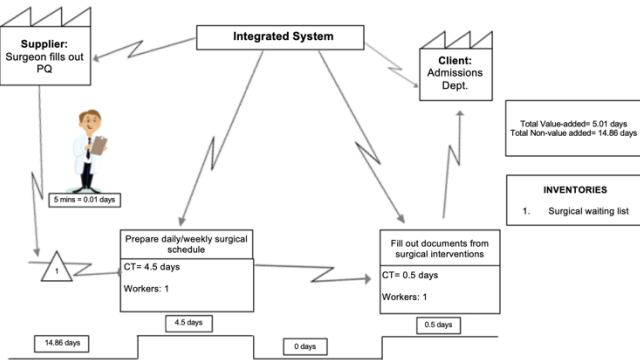 Integrated System
Supplier:
Surgeon fills out
PQ
Client:
Admissions
Dept.
Total Value-added= 5.01 days
Total Non-value added= 14.86 days
5 mins = 0.01 days
INVENTORIES
1. Surgical waiting list
1
Prepare daily/weekly surgical
schedule
CT= 4.5 days
Workers: 1
Fill out documents from
surgical interventions
CT= 0.5 days
Workers: 1
14.86 days
4.5 days
0 days
0.5 days